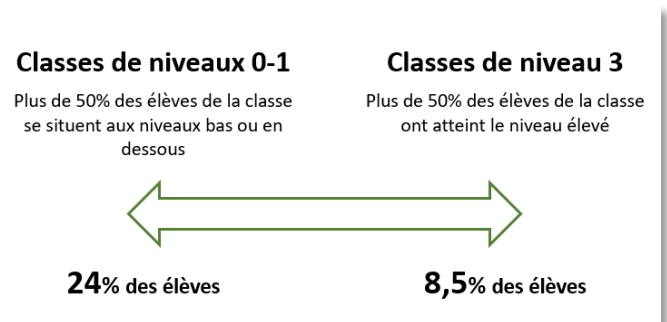 Classes de niveaux 0-1
Plus de 50% des élèves de la classe
se situent aux niveaux bas ou en
dessous
Classes de niveau 3
Plus de 50% des élèves de la classe
ont atteint le niveau élevé
24% des élèves
8,5% des élèves